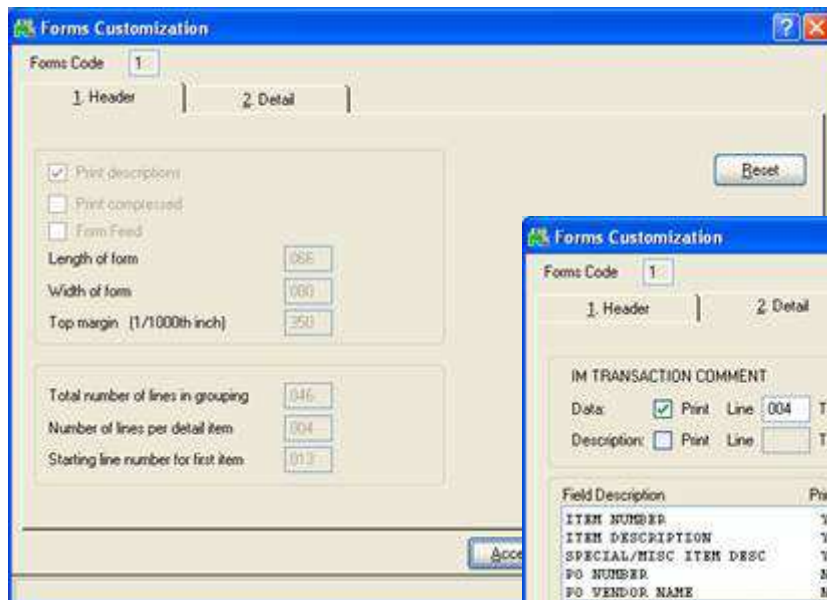 Forms Customization
Forms Code 1
1. Header 2. Detail
Print descriptions
Print compressed
Form Feed
Length of form 066
Width of form 080
Top margin (1/1000th inch) 350
Total number of lines in grouping 046
Number of lines per detail item 004
Starting line number for first item 013
Reset
Acce
Forms Customization
Forms Code 1
1. Header 2. Detail
IM TRANSACTION COMMENT
Data: Print Line 004 T
Description: Print Line T
Field Description Pri
ITEM NUMBER
ITEM DESCRIPTION
SPECIAL/MISC ITEM DESC
PO NUMBER
PO VENDOR NAME